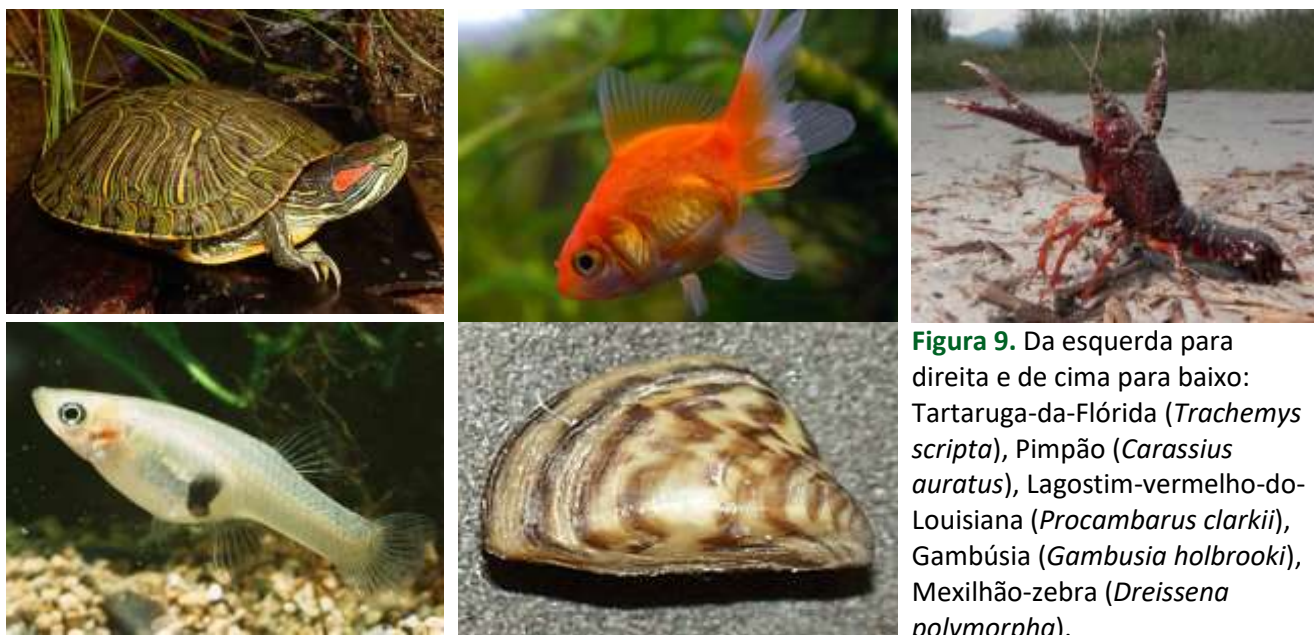 Figura 9. Da esquerda para
direita e de cima para baixo:
Tartaruga-da-Flórida (Trachemys
scripta), Pimpão (Carassius
auratus), Lagostim-vermelho-do-
Louisiana (Procambarus clarkii),
Gambúsia (Gambusia holbrooki),
Mexilhão-zebra (Dreissena
polymorpha).